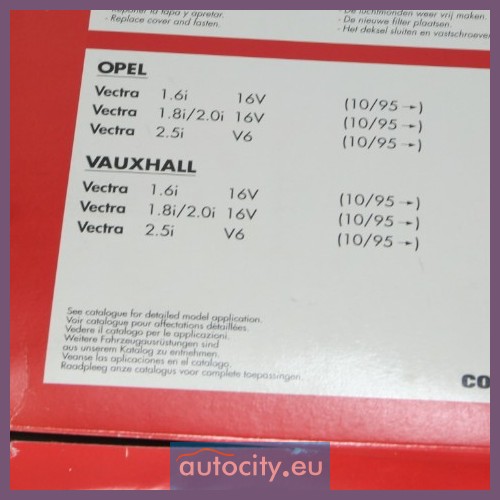 - Replace cover and fasten.
- De luchtmonden weer vrij maken.
- De nieuwe filter plaatsen.
- Het deksel sluiten en vastschroeven
OPEL
Vectra 1.6i 16V (10/95→)
Vectra 1.8i/2.0i 16V (10/95→)
Vectra 2.5i V6 (10/95→)
VAUXHALL
Vectra 1.6i 16V (10/95→)
Vectra 1.8i/2.0i 16V (10/95→)
Vectra 2.5i V6 (10/95→)
See catalogue for detailed model application.
Voir catalogue pour affectations détaillées.
Vedere il catalogo per le applicazioni.
Weitere Fahrzeugausrüstungen sind
aus unserem Katalog zu entnehmen.
Veanse las aplicaciones en el catalogo.
Raadpleeg onze catalogus voor complete toepassingen.
CO
autocity.eu